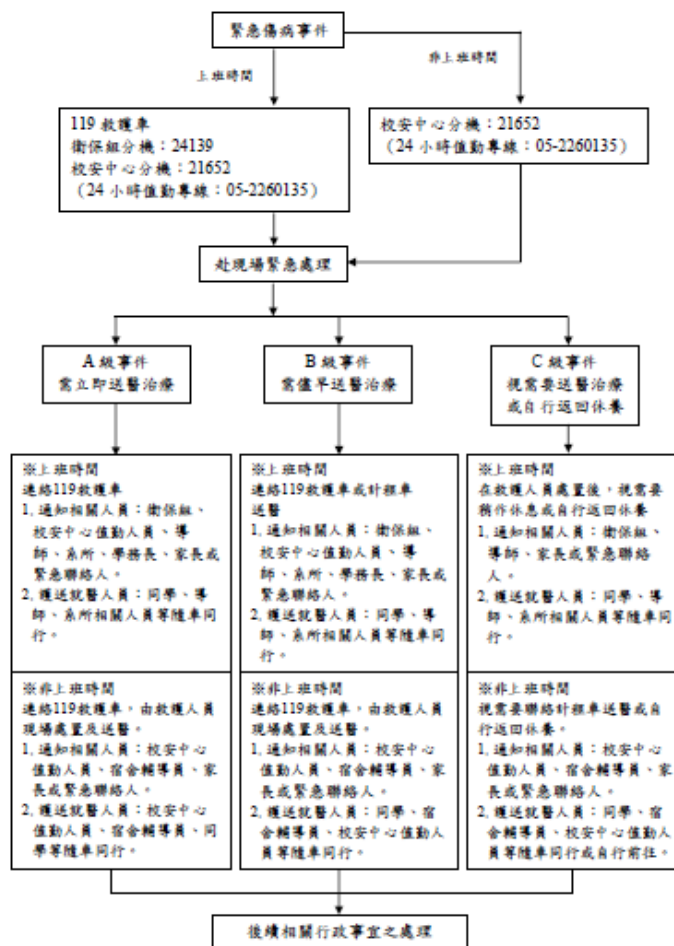 緊急傷病事件
上班時間
非上班時間
119 救護車
衛保組分機：24139
校安中心分機：21652
（24 小時值勤專線：05-2260135）
校安中心分機：21652
（24 小時值勤專線：05-2260135）
赴現場緊急處理
A 級事件
需立即送醫治療
B 級事件
需儘早送醫治療
C 級事件
視需要送醫治療
或自行返回休養
※上班時間
連絡119救護車
1. 通知相關人員：衛保組、
校安中心值勤人員、導
師、系所、學務長、家長或
緊急聯絡人。
2. 護送就醫人員：同學、導
師、系所相關人員等隨車同
行。
※上班時間
連絡119救護車或計程車
送醫
1. 通知相關人員：衛保組、
校安中心值勤人員、導
師、系所、學務長、家長或
緊急聯絡人。
2. 護送就醫人員：同學、導
師、系所相關人員等隨車同
行。
※上班時間
在救護人員處置後，視需要
稍作休息或自行返回休養
1. 通知相關人員：衛保組、
導師、家長或緊急聯絡
人。
2. 護送就醫人員：同學、導
師、系所相關人員等隨車同
行。
※非上班時間
連絡119救護車，由救護人員
現場處置及送醫。
1. 通知相關人員：校安中心
值勤人員、宿舍輔導員、家
長或緊急聯絡人。
2. 護送就醫人員：校安中心
值勤人員、宿舍輔導員、同
學等隨車同行。
※非上班時間
連絡119救護車，由救護人員
現場處置及送醫。
1. 通知相關人員：校安中心
值勤人員、宿舍輔導員、家
長或緊急聯絡人。
2. 護送就醫人員：同學、宿
舍輔導員、校安中心值勤人
員等隨車同行。
※非上班時間
視需要聯絡計程車送醫或自
行返回休養。
1. 通知相關人員：校安中心
值勤人員、宿舍輔導員、家
長或緊急聯絡人。
2. 護送就醫人員：同學、宿
舍輔導員、校安中心值勤人
員等隨車同行或自行前往。
後續相關行政事宜之處理